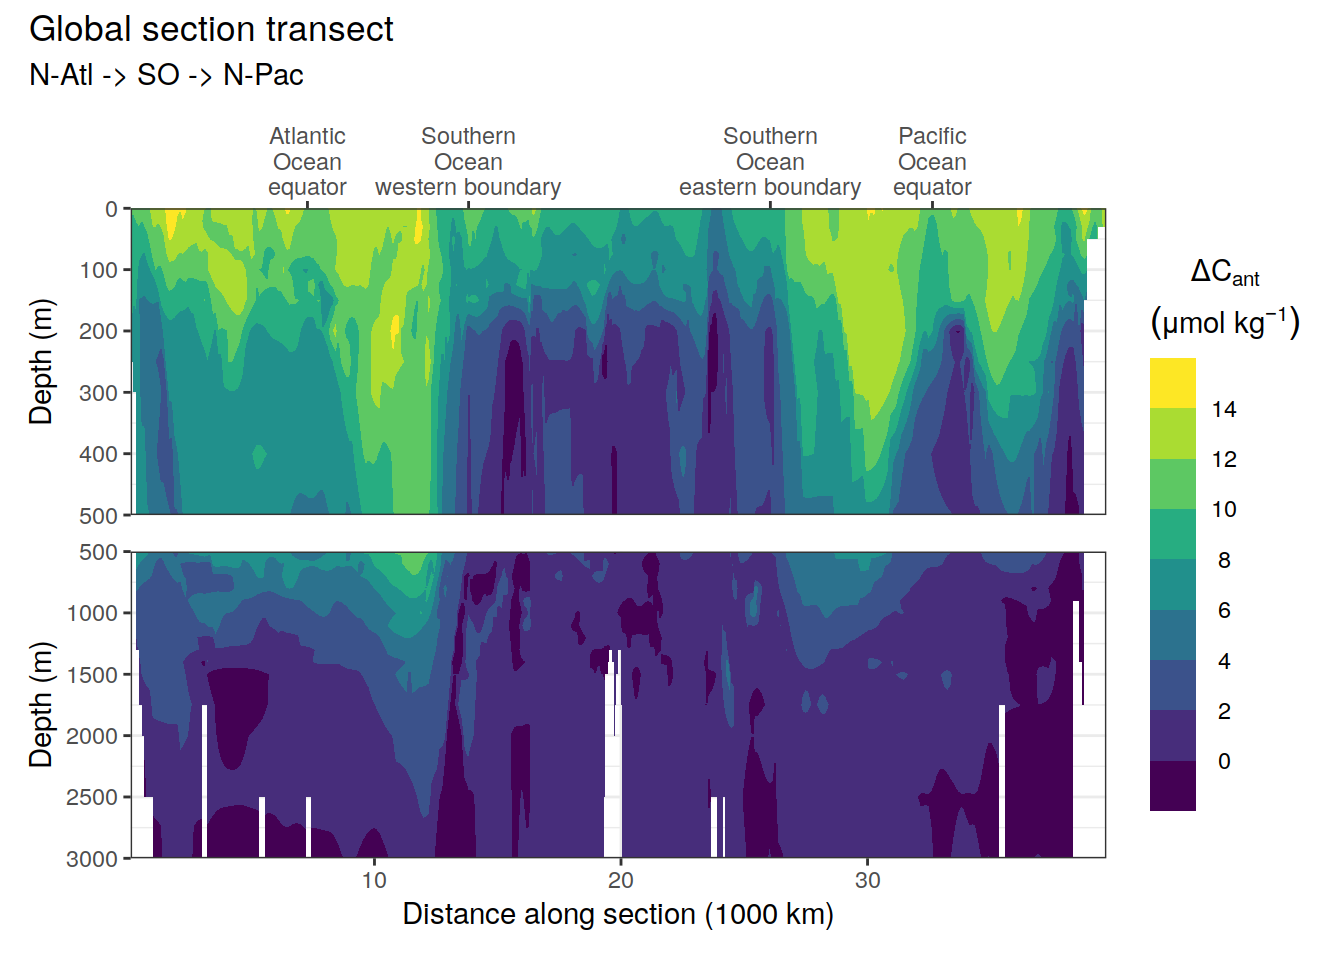 Global section transect
N-Atl -> SO -> N-Pac
Atlantic
Ocean
equator
Southern
Ocean
western boundary
Southern
Ocean
eastern boundary
Pacific
Ocean
equator
0
100
200
300
400
500
Depth (m)
500
1000
1500
2000
2500
3000
Depth (m)
10
20
30
Distance along section (1000 km)
ΔCant
(μmol kg⁻¹)
14
12
10
8
6
4
2
0